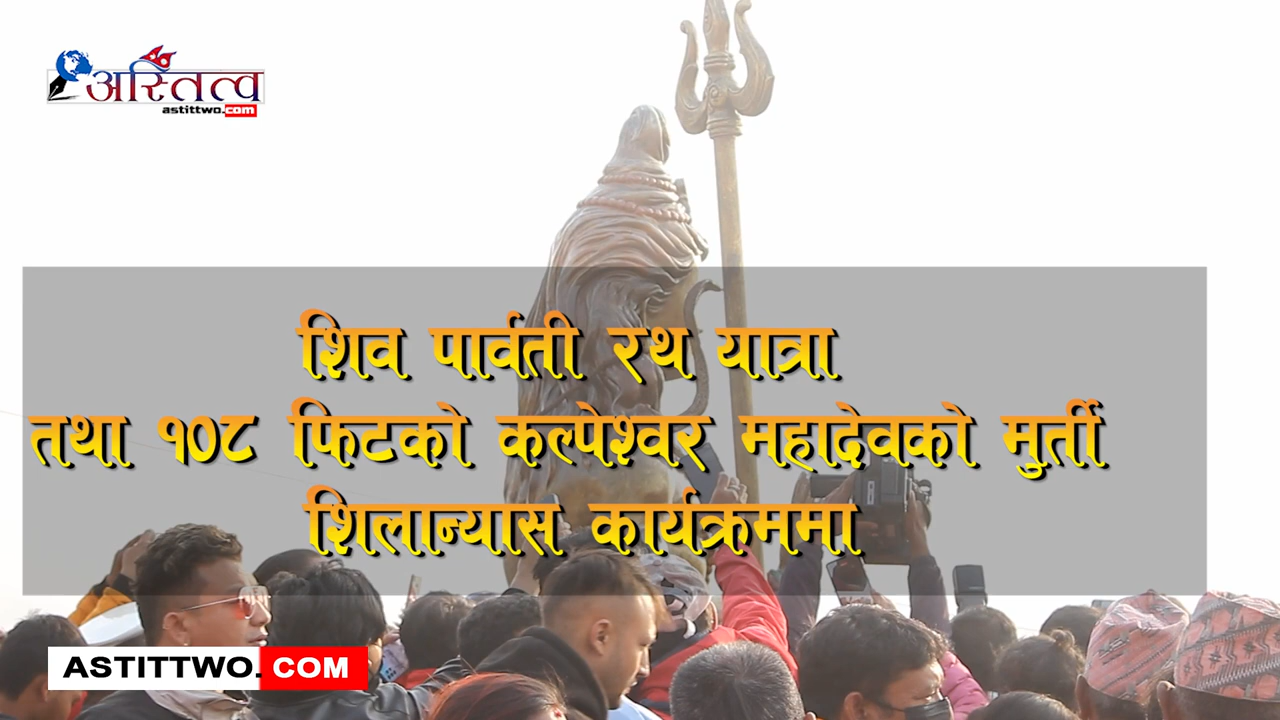 अस्तित्व
astittwo.com
शिव पार्वती रथ यात्रा
तथा १०८ फिटको कल्पेश्वर महादेवको मुर्ती
शिलान्यास कार्यक्रममा
ASTITTWO. COM